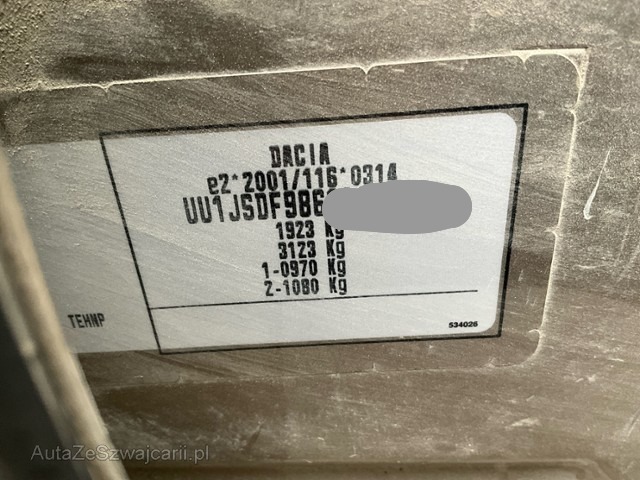 DACIA
e2*2001/116*0314
UU1JSDF986
1923 Kg
3123 Kg
1-0970 Kg
2-1080 Kg
TEHNP
534026
AutaZeSzwajcarii.pl